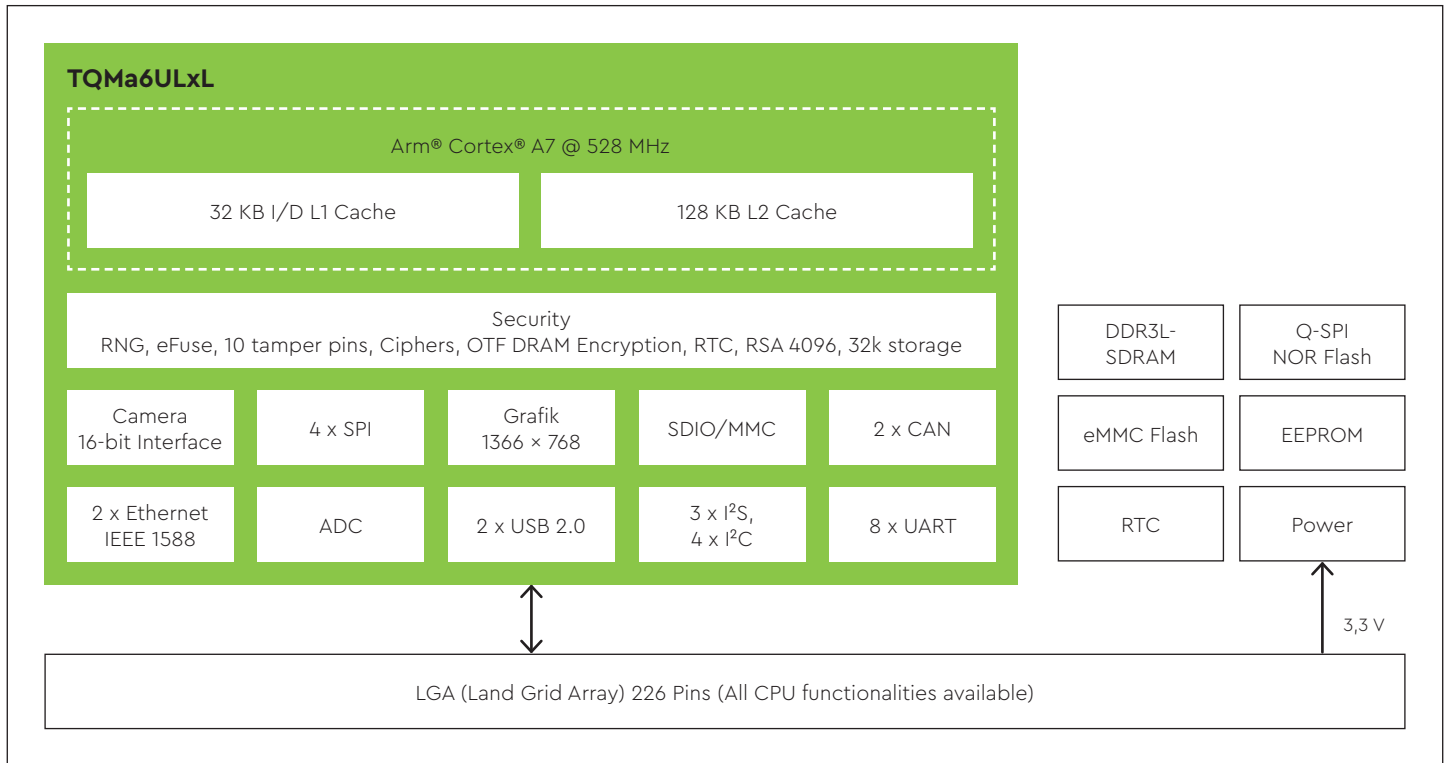 TQMa6ULxL
Arm® Cortex® A7 @ 528 MHz
32 KB I/D L1 Cache
128 KB L2 Cache
Security
RNG, eFuse, 10 tamper pins, Ciphers, OTF DRAM Encryption, RTC, RSA 4096, 32k storage
Camera
16-bit Interface
4 x SPI
Grafik
1366 × 768
SDIO/MMC
2 x CAN
2 x Ethernet
IEEE 1588
ADC
2 x USB 2.0
3 x I²S,
4 x I²C
8 x UART
DDR3L-
SDRAM
Q-SPI
NOR Flash
eMMC Flash
EEPROM
RTC
Power
3,3 V
LGA (Land Grid Array) 226 Pins (All CPU functionalities available)